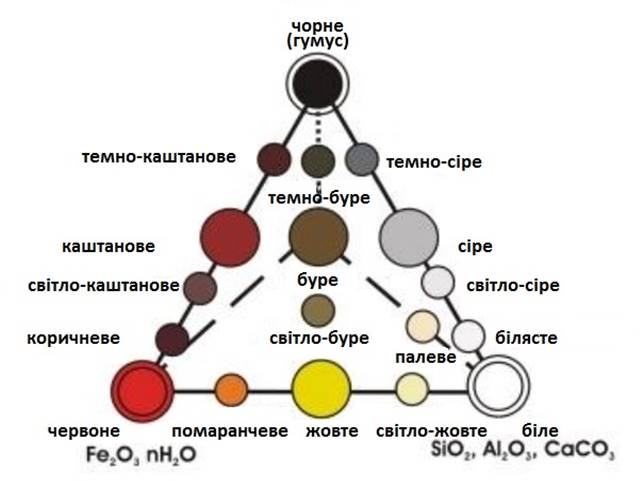 чорне
(гумус)
темно-каштанове
темно-сіре
темно-буре
каштанове
сіре
буре
світло-каштанове
світло-сіре
коричневе
світло-буре
білясте
палеве
червоне помаранчеве жовте світло-жовте біле
Fe₂O₃ nH₂O
SiO₂, Al₂O₃, CaCO₃